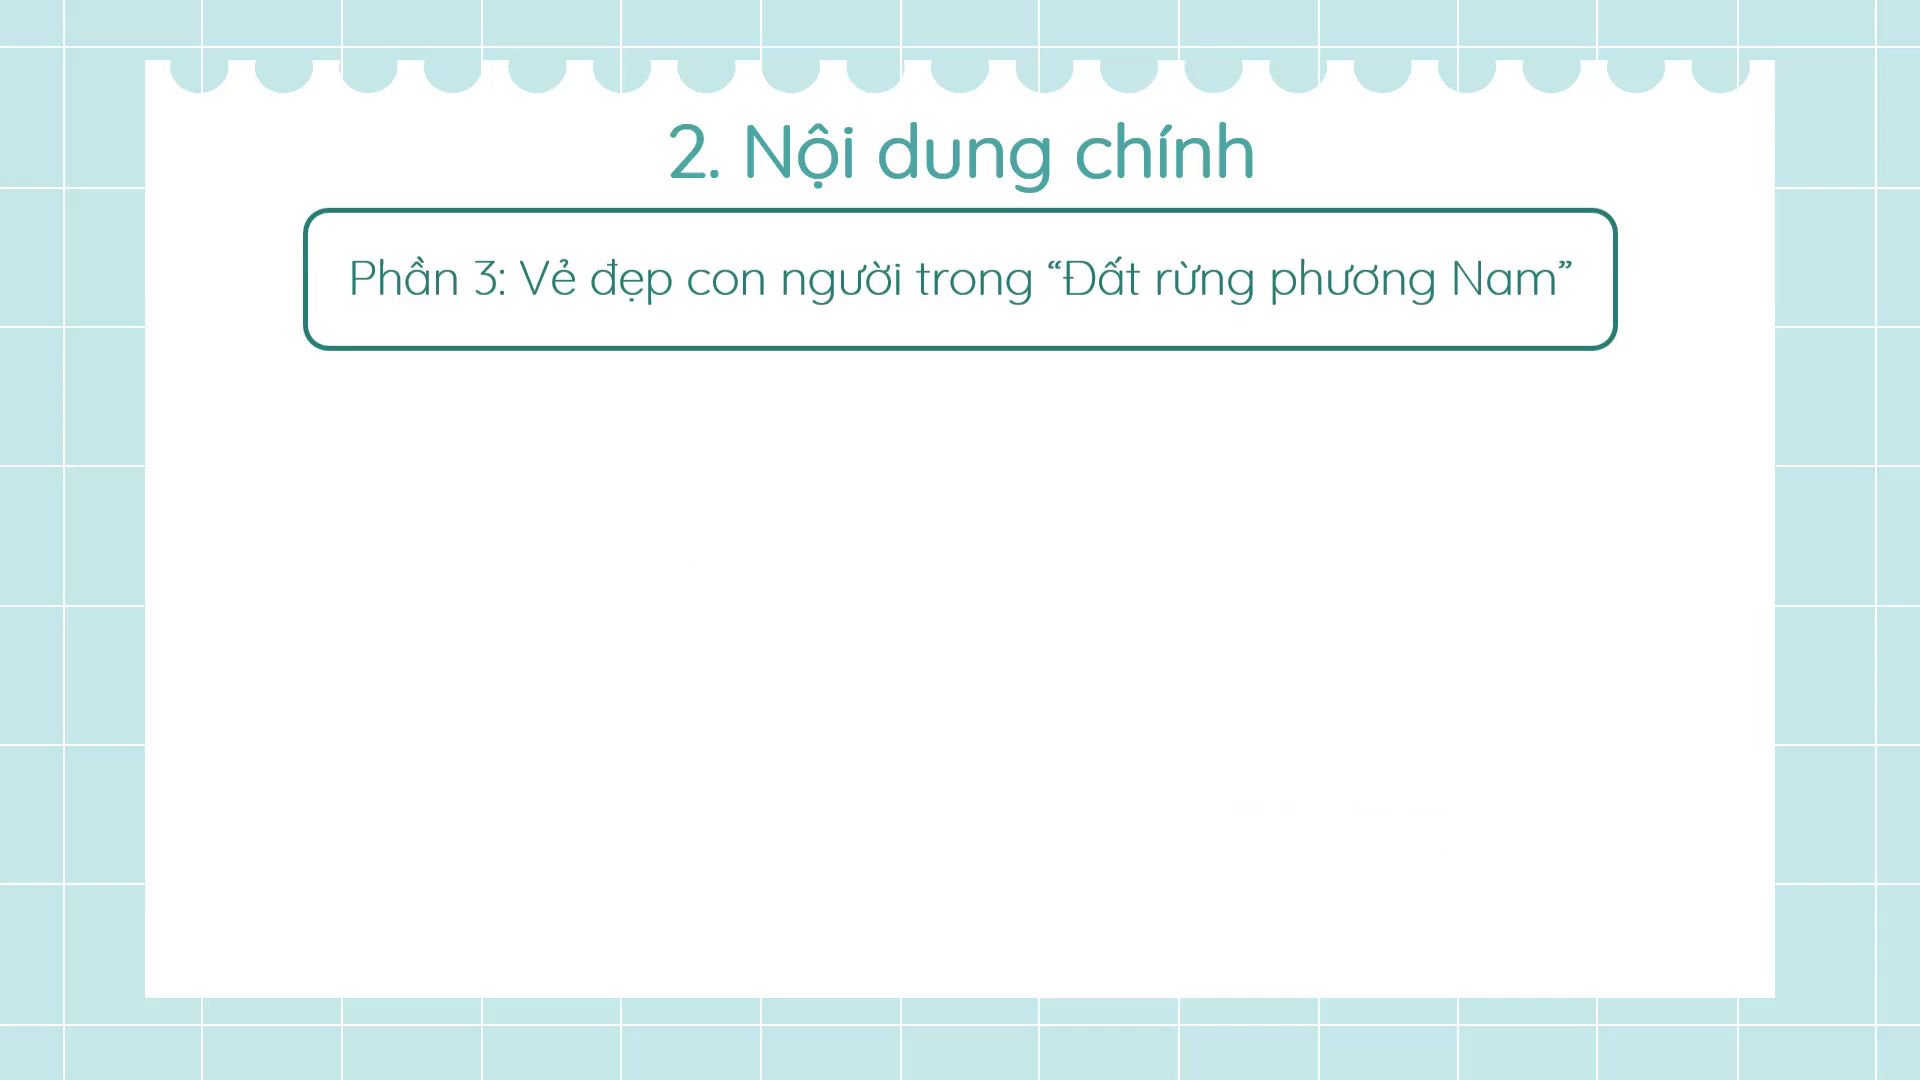 2. Nội dung chính
Phần 3: Vẻ đẹp con người trong “Đất rừng phương Nam”